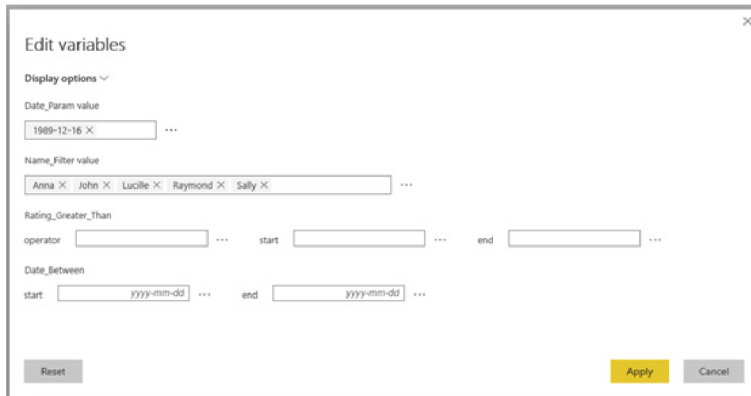 Edit variables
Display options
Date_Param value
1989-12-16 ×
Name_Filter value
Anna × John × Lucille × Raymond × Sally ×
Rating_Greater_Than
operator start end
Date_Between
start yyyy-mm-dd end yyyy-mm-dd
Reset Apply Cancel